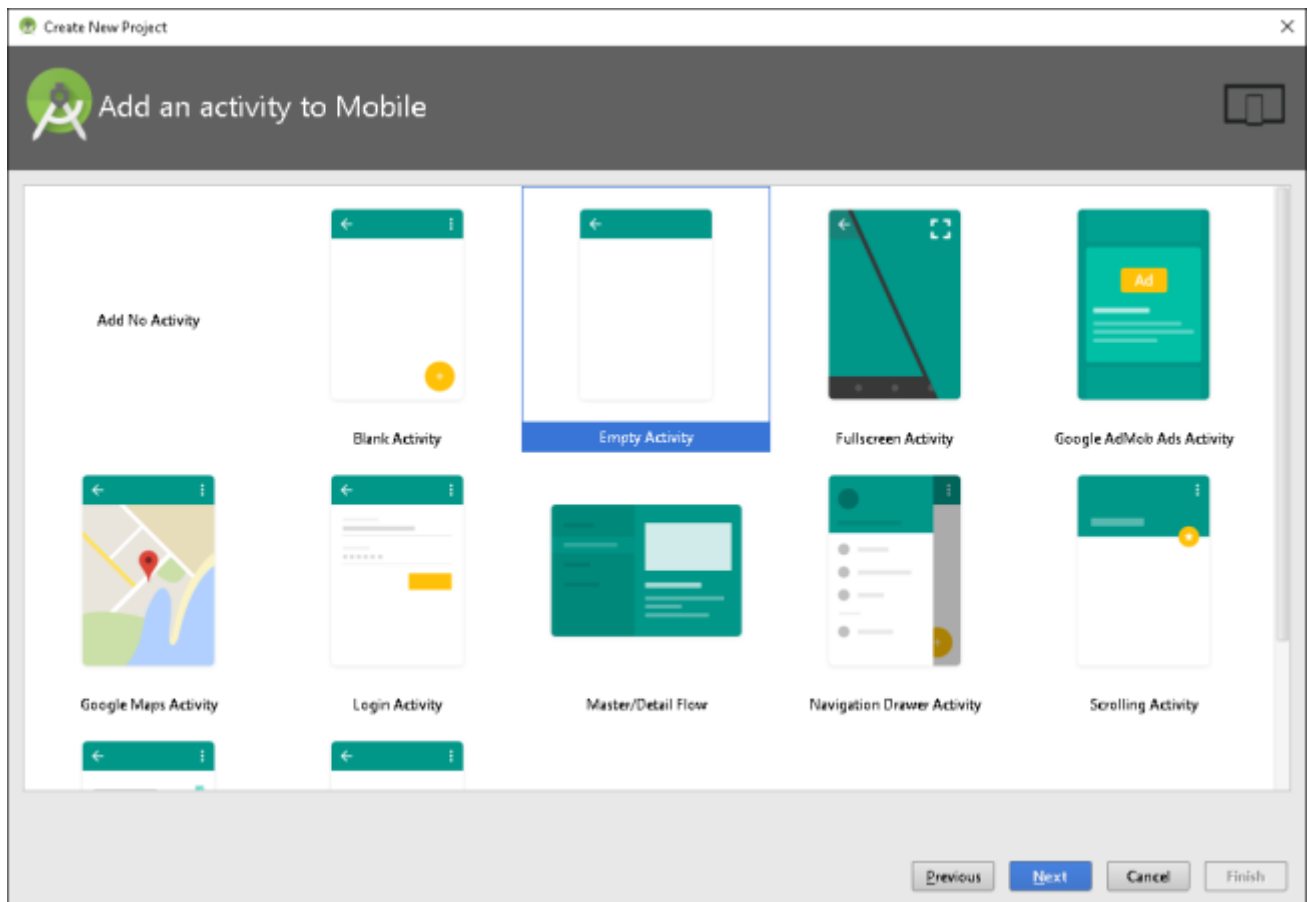 Create New Project
Add an activity to Mobile
Ad
Add No Activity
Blank Activity
Empty Activity
Fullscreen Activity
Google AdMob Ads Activity
Google Maps Activity
Login Activity
Master/Detail Flow
Navigation Drawer Activity
Scrolling Activity
Previous
Next
Cancel
Finish